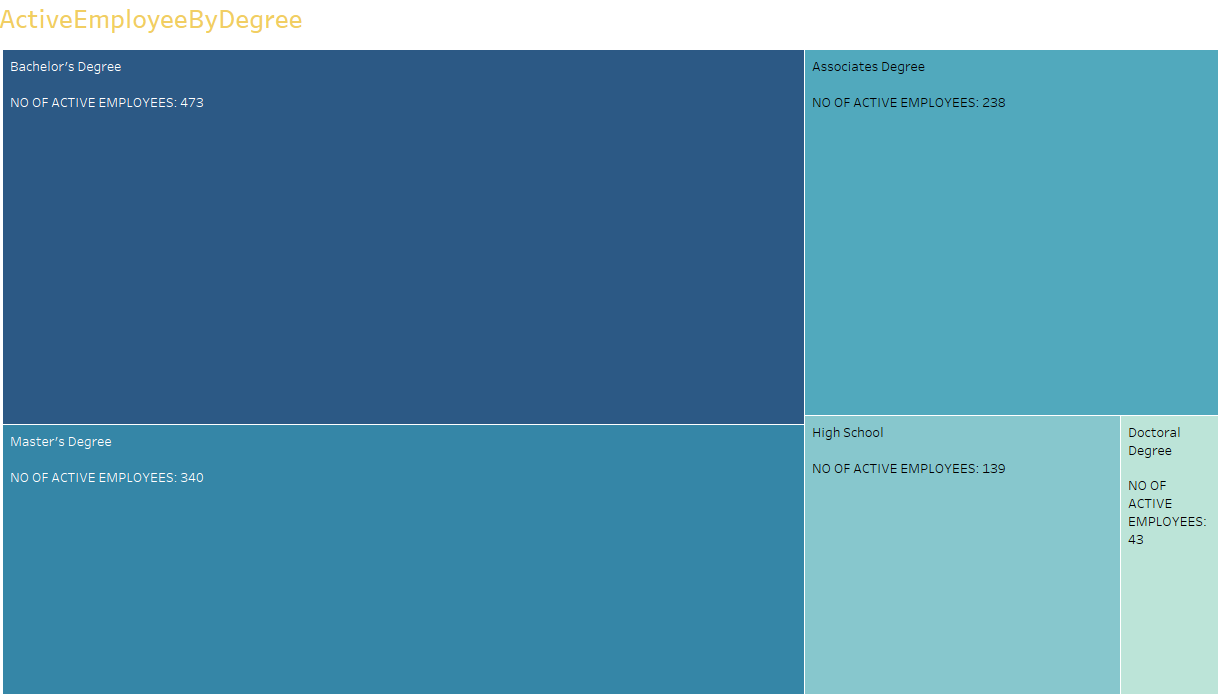 ActiveEmployeeByDegree
Bachelor’s Degree
NO OF ACTIVE EMPLOYEES: 473
Master’s Degree
NO OF ACTIVE EMPLOYEES: 340
Associates Degree
NO OF ACTIVE EMPLOYEES: 238
High School
NO OF ACTIVE EMPLOYEES: 139
Doctoral
Degree
NO OF
ACTIVE
EMPLOYEES:
43